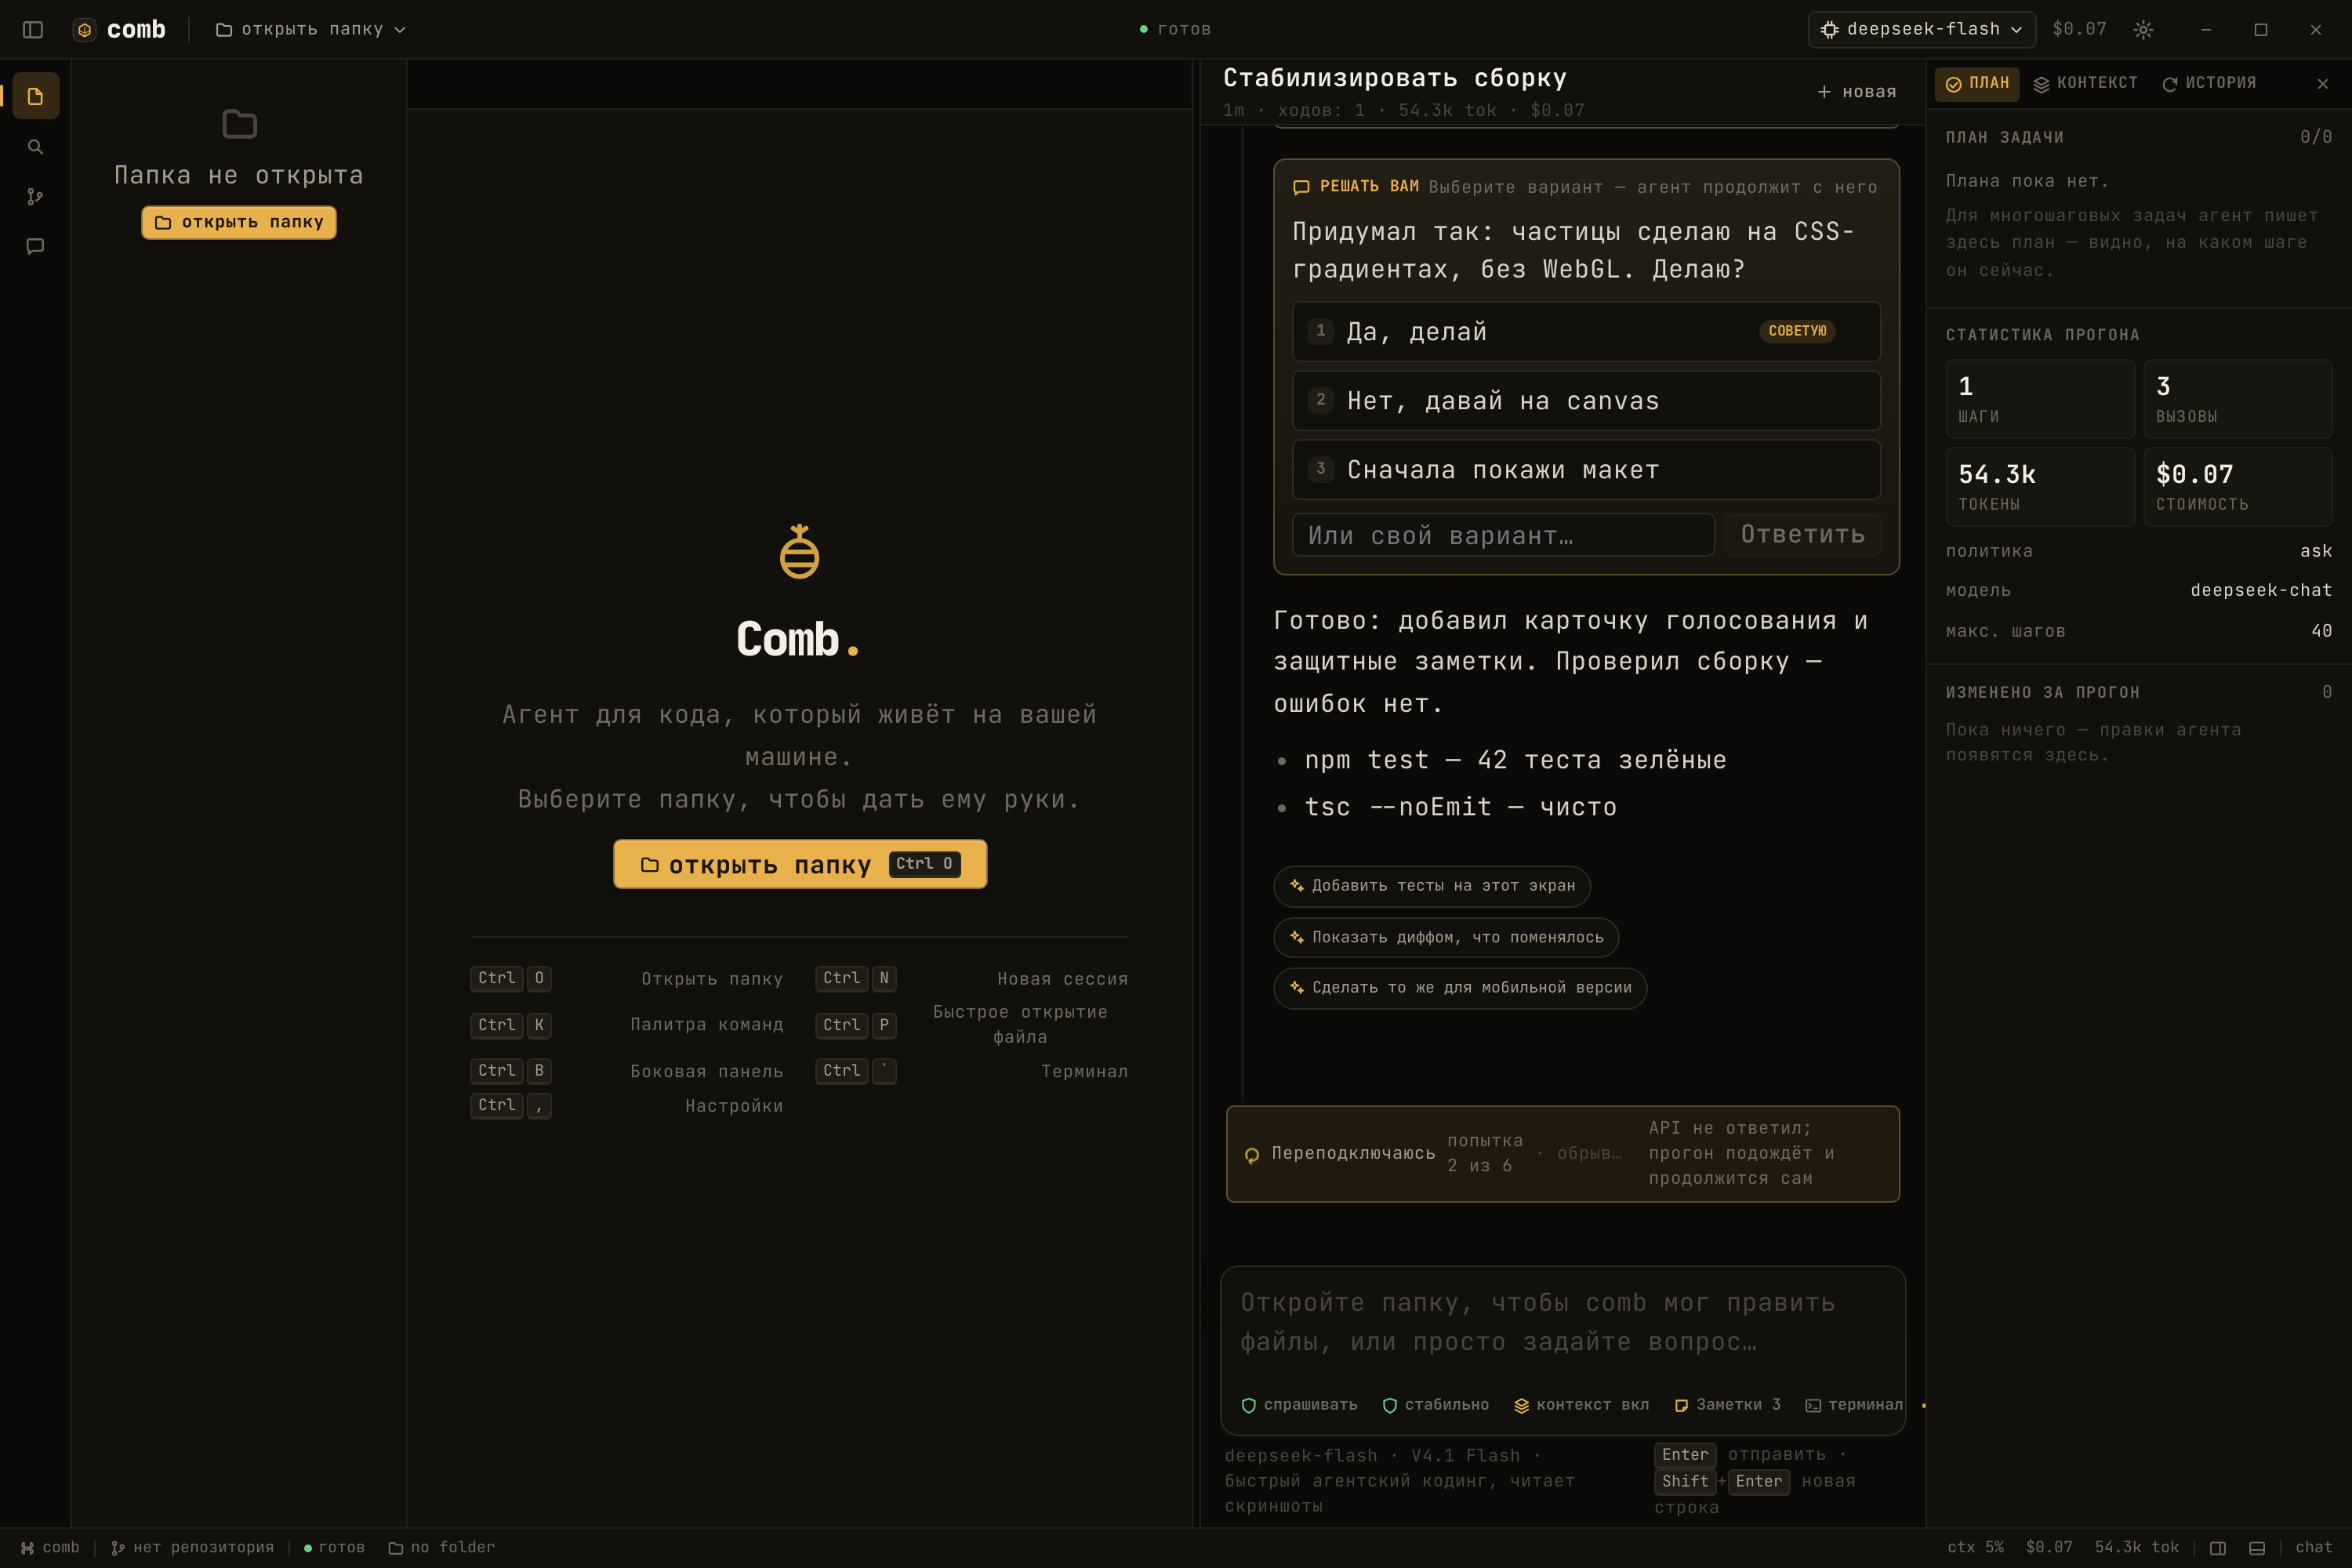 comb
открыть папку
готов
deepseek-flash
$0.07
Папка не открыта
открыть папку
Comb.
Агент для кода, который живёт на вашей
машине.
Выберите папку, чтобы дать ему руки.
открыть папку Ctrl O
Ctrl O Открыть папку Ctrl N Новая сессия
Ctrl K Палитра команд Ctrl P Быстрое открытие
файла
Ctrl B Боковая панель Ctrl ` Терминал
Ctrl , Настройки
Стабилизировать сборку
1m · ходов: 1 · 54.3k tok · $0.07
+ новая
РЕШАТЬ ВАМ Выберите вариант — агент продолжит с него
Придумал так: частицы сделаю на CSS-
градиентах, без WebGL. Делаю?
1 Да, делай СОВЕТУЮ
2 Нет, давай на canvas
3 Сначала покажи макет
Или свой вариант… Ответить
Готово: добавил карточку голосования и
защитные заметки. Проверил сборку —
ошибок нет.
• npm test — 42 теста зелёные
• tsc --noEmit — чисто
Добавить тесты на этот экран
Показать диффом, что поменялось
Сделать то же для мобильной версии
Переподключаюсь
попытка
2 из 6
· обрыв…
API не ответил;
прогон подождёт и
продолжится сам
Откройте папку, чтобы comb мог править
файлы, или просто задайте вопрос…
спрашивать стабильно контекст вкл Заметки 3 терминал
deepseek-flash · V4.1 Flash ·
быстрый агентский кодинг, читает
скриншоты
Enter отправить ·
Shift+Enter новая
строка
ПЛАН КОНТЕКСТ ИСТОРИЯ
ПЛАН ЗАДАЧИ 0/0
Плана пока нет.
Для многошаговых задач агент пишет
здесь план — видно, на каком шаге
он сейчас.
СТАТИСТИКА ПРОГОНА
1
ШАГИ
3
ВЫЗОВЫ
54.3k
ТОКЕНЫ
$0.07
СТОИМОСТЬ
политика ask
модель deepseek-chat
макс. шагов 40
ИЗМЕНЕНО ЗА ПРОГОН 0
Пока ничего — правки агента
появятся здесь.
comb нет репозитория готов no folder
ctx 5% $0.07 54.3k tok chat